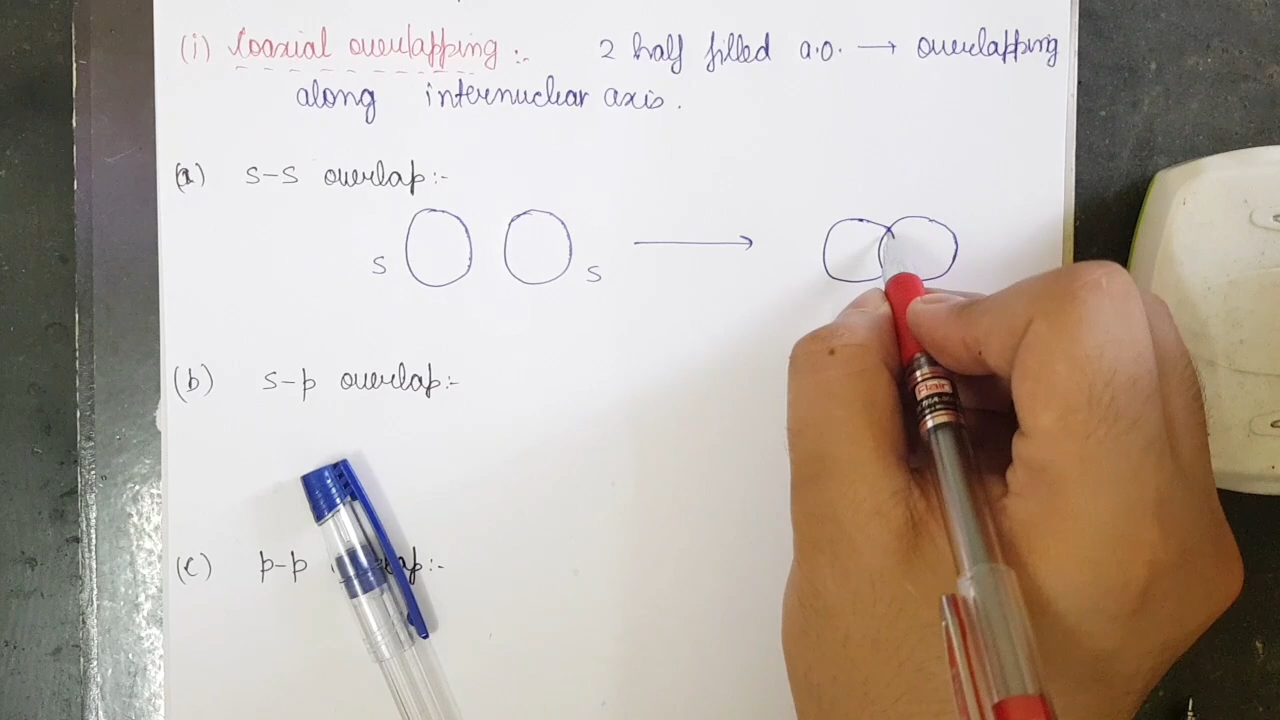 (i) Coaxial overlapping :- 2 half filled a.o. → overlapping
along internuclear axis.
(a) s-s overlap:-
s s
(b) s-p overlap:-
Flair
(c) p-p :-